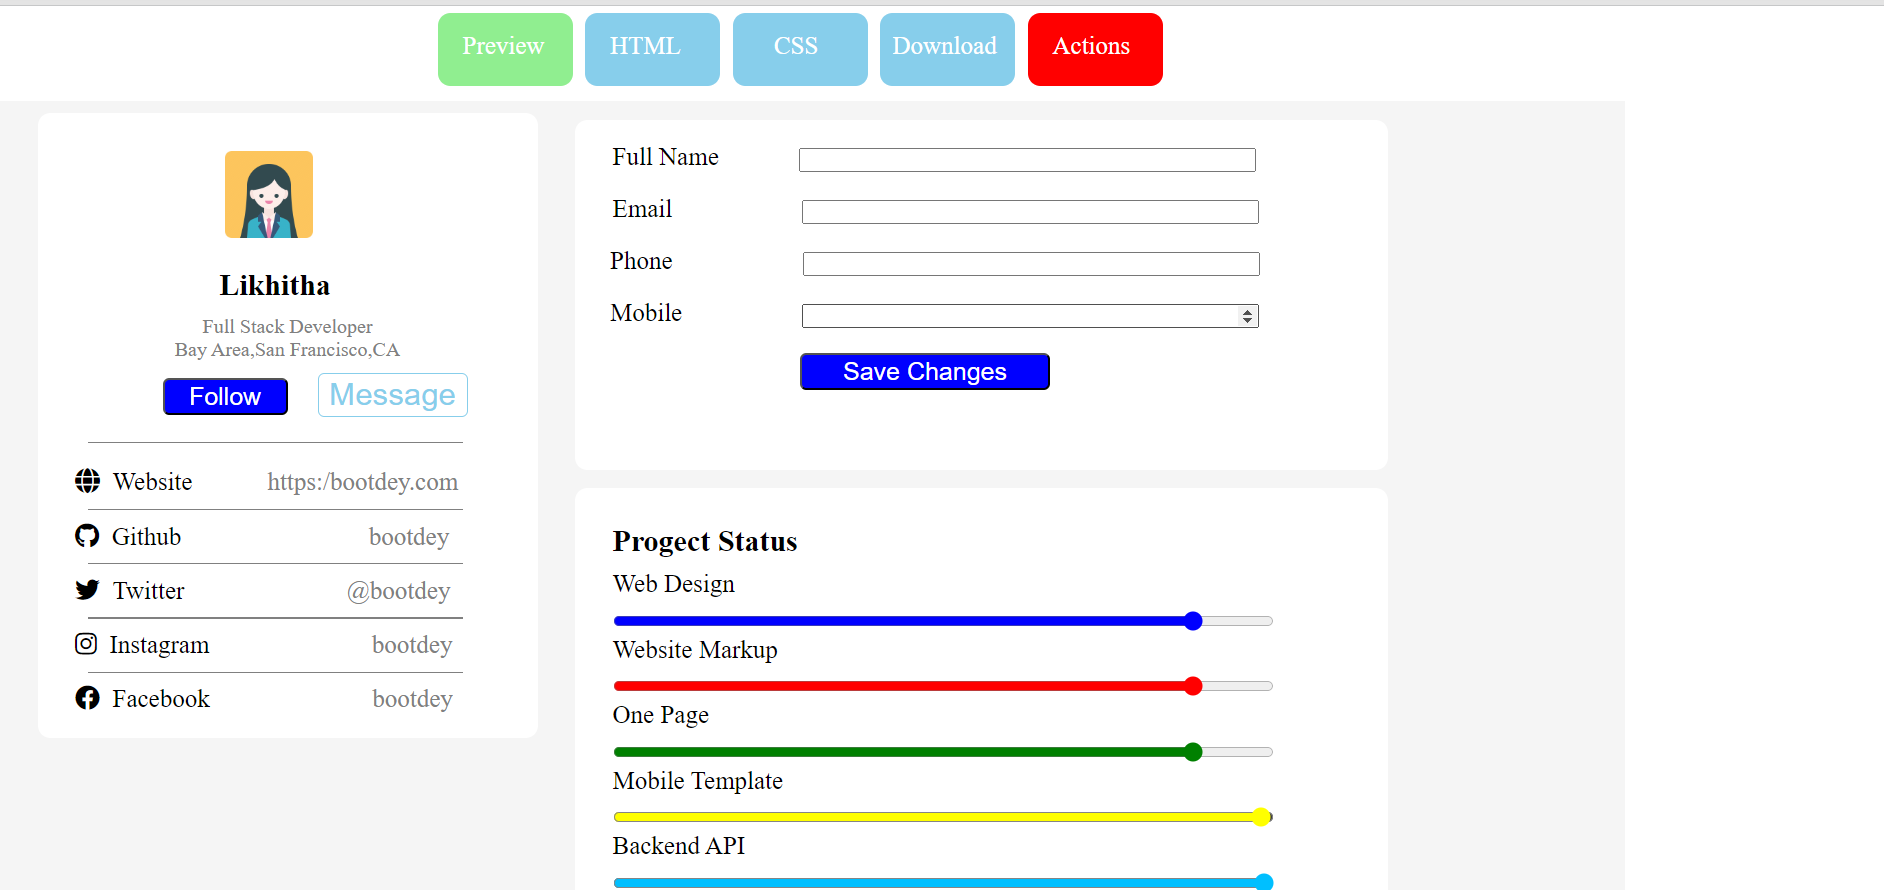 Preview HTML CSS Download Actions
Likhitha
Full Stack Developer
Bay Area,San Francisco,CA
Follow Message
Website https:/bootdey.com
Github bootdey
Twitter @bootdey
Instagram bootdey
Facebook bootdey
Full Name
Email
Phone
Mobile
Save Changes
Progect Status
Web Design
Website Markup
One Page
Mobile Template
Backend API